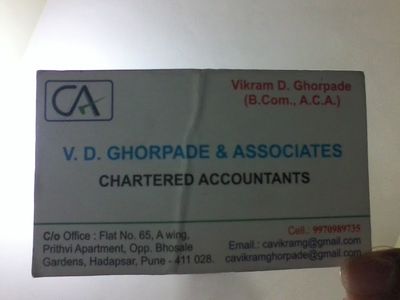 CA
Vikram D. Ghorpade
(B.Com., A.C.A.)
V. D. GHORPADE & ASSOCIATES
CHARTERED ACCOUNTANTS
C/o Office : Flat No. 65, A wing,
Prithvi Apartment, Opp. Bhosale
Gardens, Hadapsar, Pune - 411 028.
Cell.: 9970989735
Email.: cavikramg@gmail.com
cavikramghorpade@gmail.com